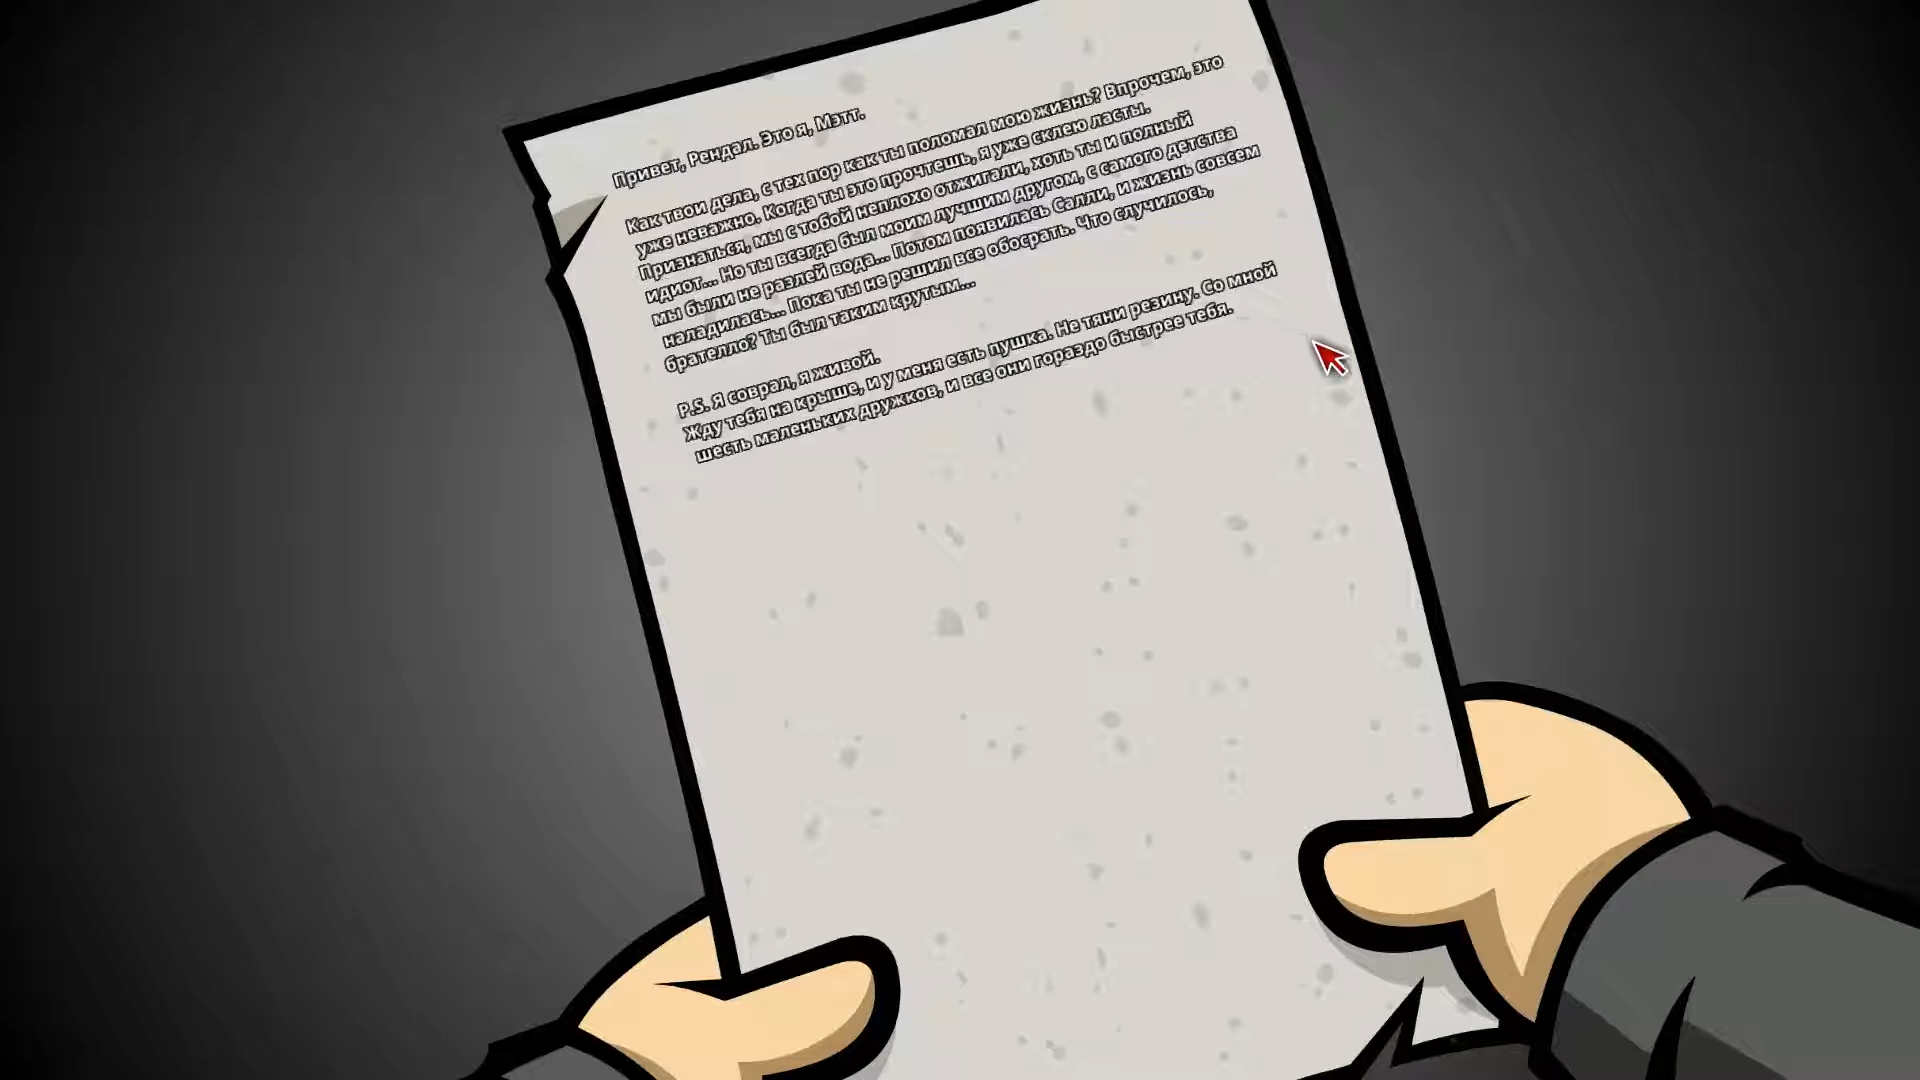 Привет, Рендал. Это я, Мэтт.
Как твои дела, с тех пор как ты поломал мою жизнь? Впрочем, это
уже неважно. Когда ты это прочтешь, я уже склею ласты.
Признаться, мы с тобой неплохо отжигали, хоть ты и полный
идиот... Но ты всегда был моим лучшим другом, с самого детства
мы были не разлей вода... Потом появилась Салли, и жизнь совсем
наладилась... Пока ты не решил все обосрать. Что случилось,
брателло? Ты был таким крутым...
P.S. Я соврал, я живой.
Жду тебя на крыше, и у меня есть пушка. Не тяни резину. Со мной
шесть маленьких дружков, и все они гораздо быстрее тебя.